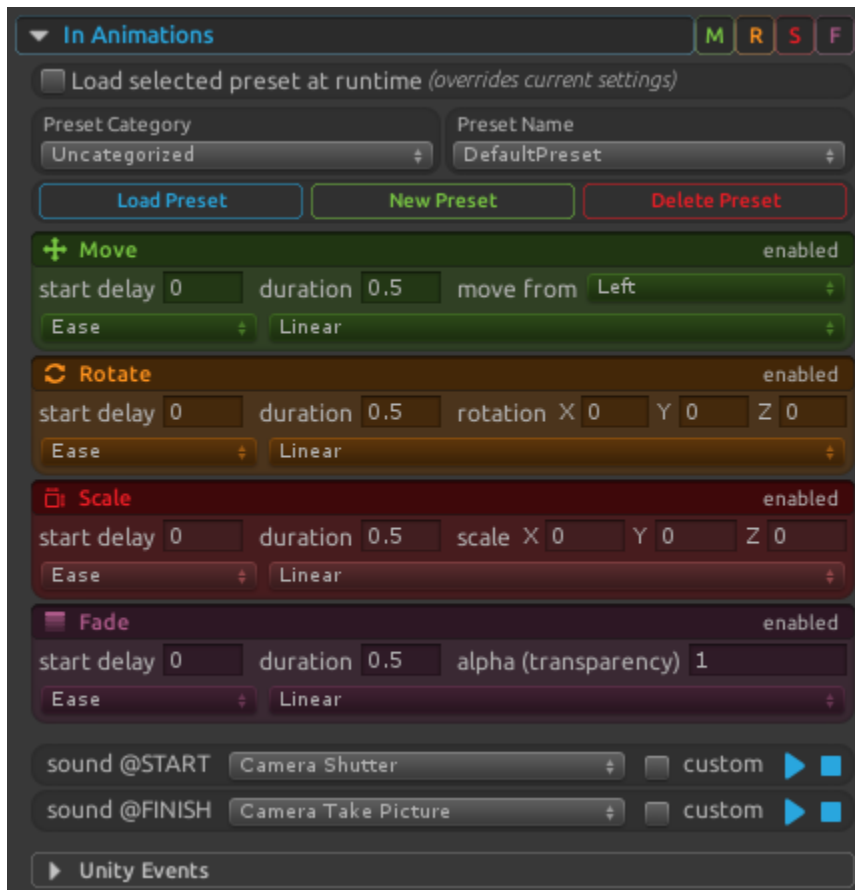 In Animations M R S F
Load selected preset at runtime (overrides current settings)
Preset Category Preset Name
Uncategorized DefaultPreset
Load Preset New Preset Delete Preset
Move enabled
start delay 0 duration 0.5 move from Left
Ease Linear
Rotate enabled
start delay 0 duration 0.5 rotation X 0 Y 0 Z 0
Ease Linear
Scale enabled
start delay 0 duration 0.5 scale X 0 Y 0 Z 0
Ease Linear
Fade enabled
start delay 0 duration 0.5 alpha (transparency) 1
Ease Linear
sound @START Camera Shutter custom
sound @FINISH Camera Take Picture custom
Unity Events